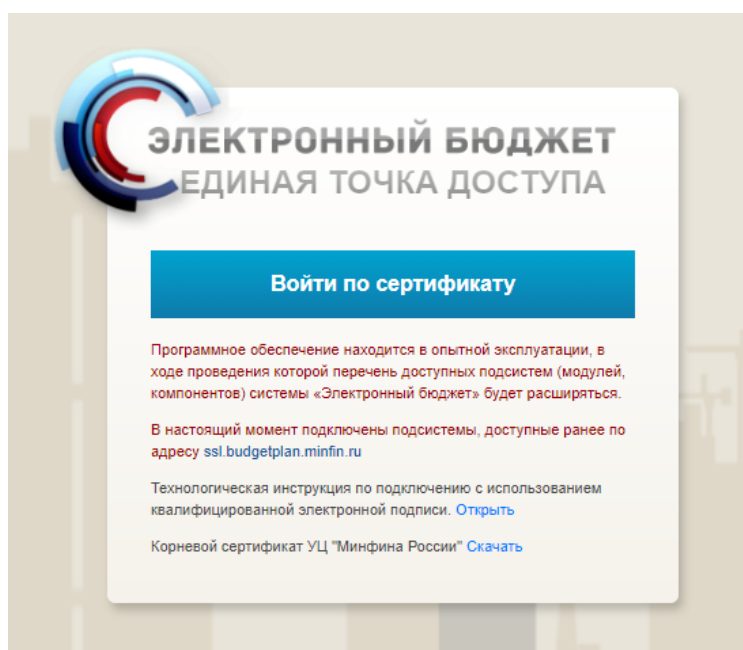 ЭЛЕКТРОННЫЙ БЮДЖЕТ
ЕДИНАЯ ТОЧКА ДОСТУПА
Войти по сертификату
Программное обеспечение находится в опытной эксплуатации, в
ходе проведения которой перечень доступных подсистем (модулей,
компонентов) системы «Электронный бюджет» будет расширяться.
В настоящий момент подключены подсистемы, доступные ранее по
адресу ssl.budgetplan.minfin.ru
Технологическая инструкция по подключению с использованием
квалифицированной электронной подписи. Открыть
Корневой сертификат УЦ "Минфина России" Скачать